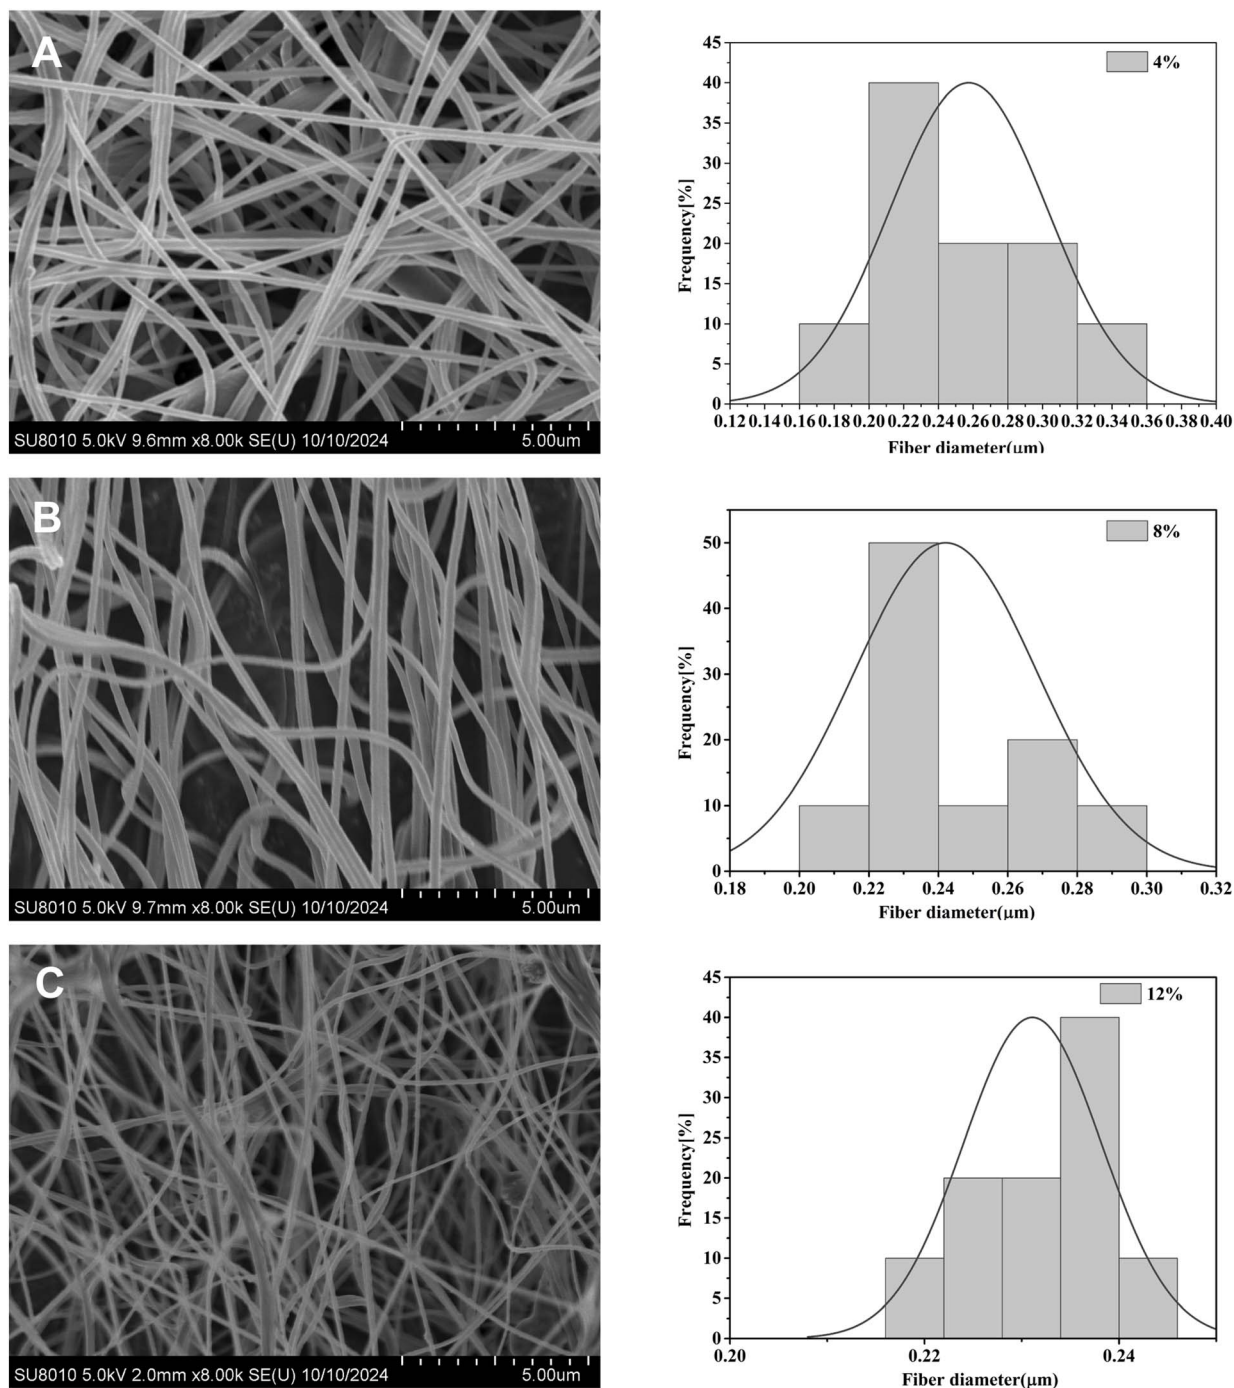 A
SU8010 5.0kV 9.6mm x8.00k SE(U) 10/10/2024 5.00um
4%
Frequency[%]
45
40
35
30
25
20
15
10
5
0
0.12 0.14 0.16 0.18 0.20 0.22 0.24 0.26 0.28 0.30 0.32 0.34 0.36 0.38 0.40
Fiber diameter(μm)
B
SU8010 5.0kV 9.7mm x8.00k SE(U) 10/10/2024 5.00um
8%
Frequency[%]
50
40
30
20
10
0
0.18 0.20 0.22 0.24 0.26 0.28 0.30 0.32
Fiber diameter(μm)
C
SU8010 5.0kV 2.0mm x8.00k SE(U) 10/10/2024 5.00um
12%
Frequency[%]
45
40
35
30
25
20
15
10
5
0
0.20 0.22 0.24
Fiber diameter(μm)